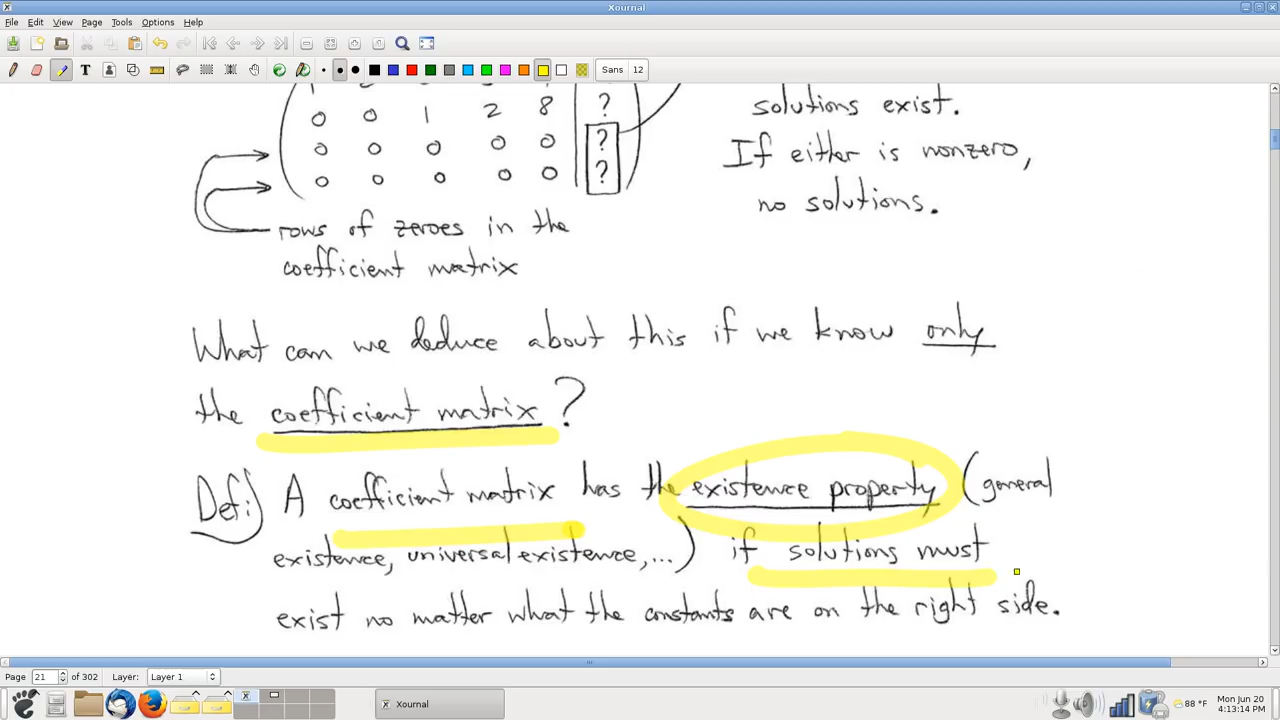 Xournal
File Edit View Page Tools Options Help
Sans 12
?
0 0 1 2 8 ?
0 0 0 0 0 ?
0 0 0 0 0 ?
solutions exist.
If either is nonzero,
no solutions.
rows of zeroes in the
coefficient matrix
What can we deduce about this if we know only
the coefficient matrix?
Def:) A coefficient matrix has the existence property (general
existence, universal existence,...) if solutions must
exist no matter what the constants are on the right side.
Page 21 of 302 Layer: Layer 1
Xournal
88 °F
Mon Jun 20
4:13:14 PM